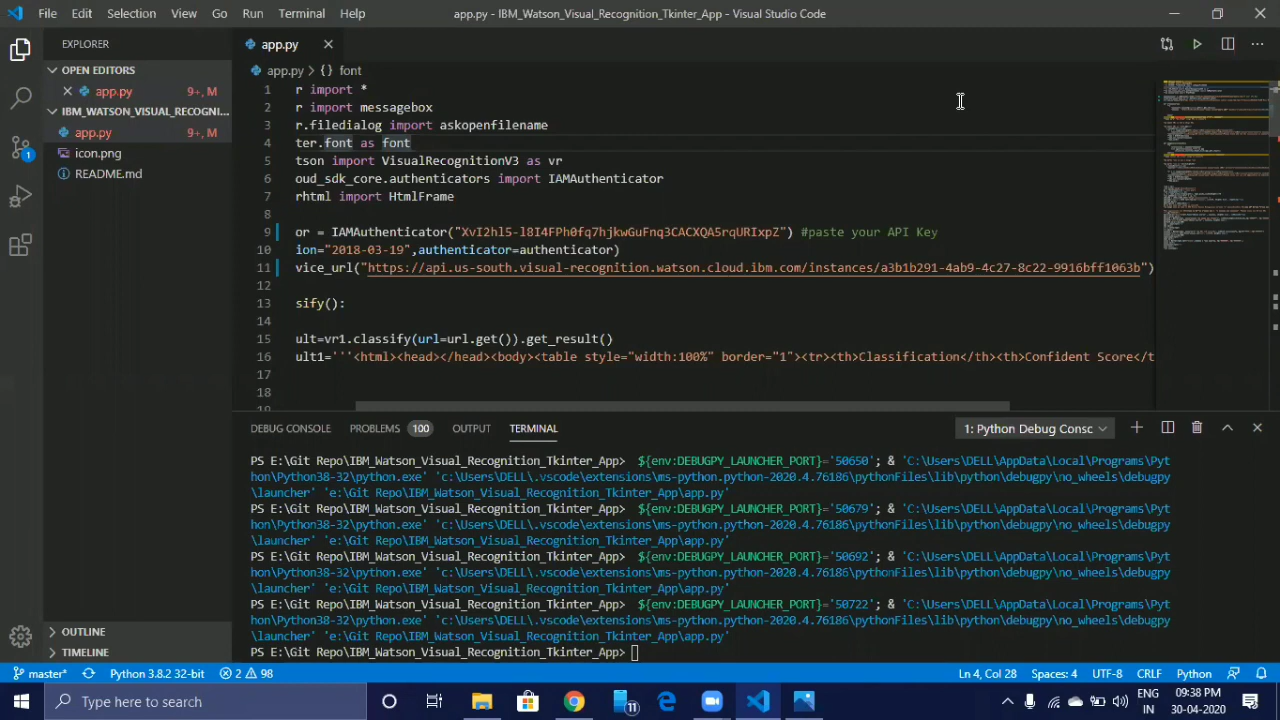 File Edit Selection View Go Run Terminal Help app.py - IBM_Watson_Visual_Recognition_Tkinter_App - Visual Studio Code
EXPLORER
OPEN EDITORS
app.py 9+, M
IBM_WATSON_VISUAL_RECOGNI...
app.py 9+, M
icon.png
README.md
OUTLINE
TIMELINE
1
app.py
app.py > {} font
1 r import *
2 r import messagebox
3 r.filedialog import askopenfilename
4 ter.font as font
5 tson import VisualRecognitionV3 as vr
6 oud_sdk_core.authenticators import IAMAuthenticator
7 rhtml import HtmlFrame
8
9 or = IAMAuthenticator(" #paste your API Key
10 ion="2018-03-19",authenticator=authenticator)
11 vice_url("https://api.us-south.visual-recognition.watson.cloud.ibm.com/instances/a3b1b291-4ab9-4c27-8c22-9916bff1063b")
12
13 sify():
14
15 ult=vr1.classify(url=url.get()).get_result()
16 ult1='''<html><head></head><body><table style="width:100%" border="1"><tr><th>Classification</th><th>Confident Score</t
17
18
19
DEBUG CONSOLE PROBLEMS 100 OUTPUT TERMINAL 1: Python Debug Consc
PS E:\Git Repo\IBM_Watson_Visual_Recognition_Tkinter_App> ${env:DEBUGPY_LAUNCHER_PORT}='50650'; & 'C:\Users\DELL\AppData\Local\Programs\Pyt
hon\Python38-32\python.exe' 'c:\Users\DELL\.vscode\extensions\ms-python.python-2020.4.76186\pythonFiles\lib\python\debugpy\no_wheels\debugpy
\launcher' 'e:\Git Repo\IBM_Watson_Visual_Recognition_Tkinter_App\app.py'
PS E:\Git Repo\IBM_Watson_Visual_Recognition_Tkinter_App> ${env:DEBUGPY_LAUNCHER_PORT}='50679'; & 'C:\Users\DELL\AppData\Local\Programs\Pyt
hon\Python38-32\python.exe' 'c:\Users\DELL\.vscode\extensions\ms-python.python-2020.4.76186\pythonFiles\lib\python\debugpy\no_wheels\debugpy
\launcher' 'e:\Git Repo\IBM_Watson_Visual_Recognition_Tkinter_App\app.py'
PS E:\Git Repo\IBM_Watson_Visual_Recognition_Tkinter_App> ${env:DEBUGPY_LAUNCHER_PORT}='50692'; & 'C:\Users\DELL\AppData\Local\Programs\Pyt
hon\Python38-32\python.exe' 'c:\Users\DELL\.vscode\extensions\ms-python.python-2020.4.76186\pythonFiles\lib\python\debugpy\no_wheels\debugpy
\launcher' 'e:\Git Repo\IBM_Watson_Visual_Recognition_Tkinter_App\app.py'
PS E:\Git Repo\IBM_Watson_Visual_Recognition_Tkinter_App> ${env:DEBUGPY_LAUNCHER_PORT}='50722'; & 'C:\Users\DELL\AppData\Local\Programs\Pyt
hon\Python38-32\python.exe' 'c:\Users\DELL\.vscode\extensions\ms-python.python-2020.4.76186\pythonFiles\lib\python\debugpy\no_wheels\debugpy
\launcher' 'e:\Git Repo\IBM_Watson_Visual_Recognition_Tkinter_App\app.py'
PS E:\Git Repo\IBM_Watson_Visual_Recognition_Tkinter_App>
master* Python 3.8.2 32-bit 2 98 Ln 4, Col 28 Spaces: 4 UTF-8 CRLF Python
Type here to search 11 ENG IN 09:38 PM 30-04-2020 1